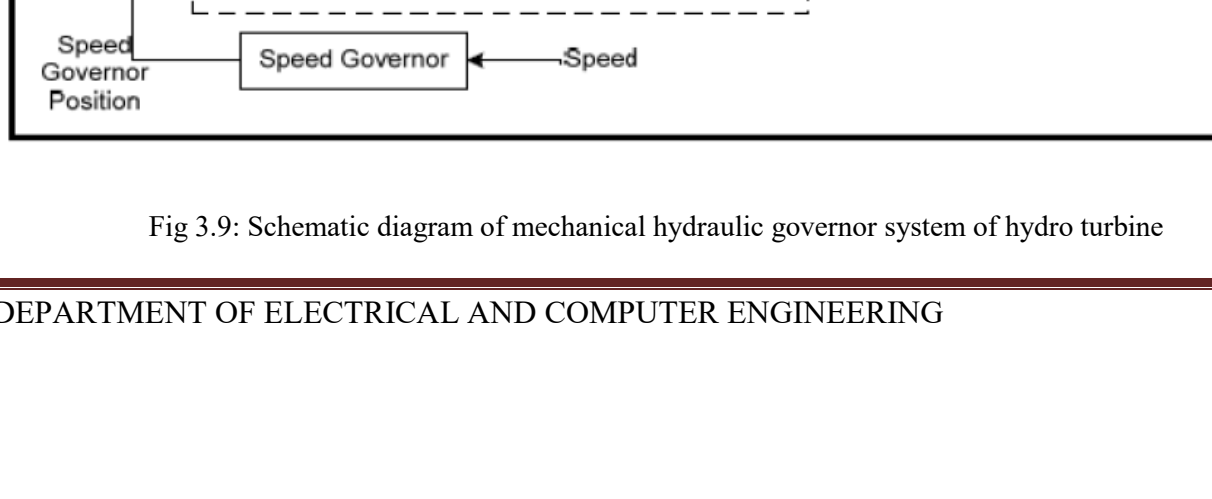 Speed
Governor
Position
Speed Governor
Speed
Fig 3.9: Schematic diagram of mechanical hydraulic governor system of hydro turbine
DEPARTMENT OF ELECTRICAL AND COMPUTER ENGINEERING